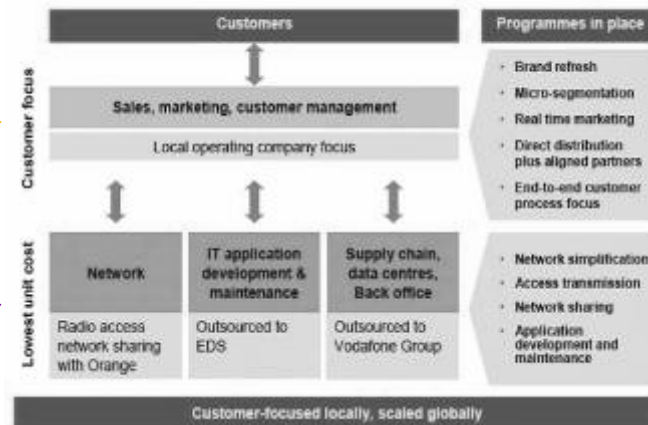 Customers
Programmes in place
Customer focus
Sales, marketing, customer management
Local operating company focus
• Brand refresh
• Micro-segmentation
• Real time marketing
• Direct distribution
plus aligned partners
• End-to-end customer
process focus
Lowest unit cost
Network
IT application
development &
maintenance
Supply chain,
data centres,
Back office
Radio access
network sharing
with Orange
Outsourced to
EDS
Outsourced to
Vodafone Group
• Network simplification
• Access transmission
• Network sharing
• Application
development and
maintenance
Customer-focused locally, scaled globally